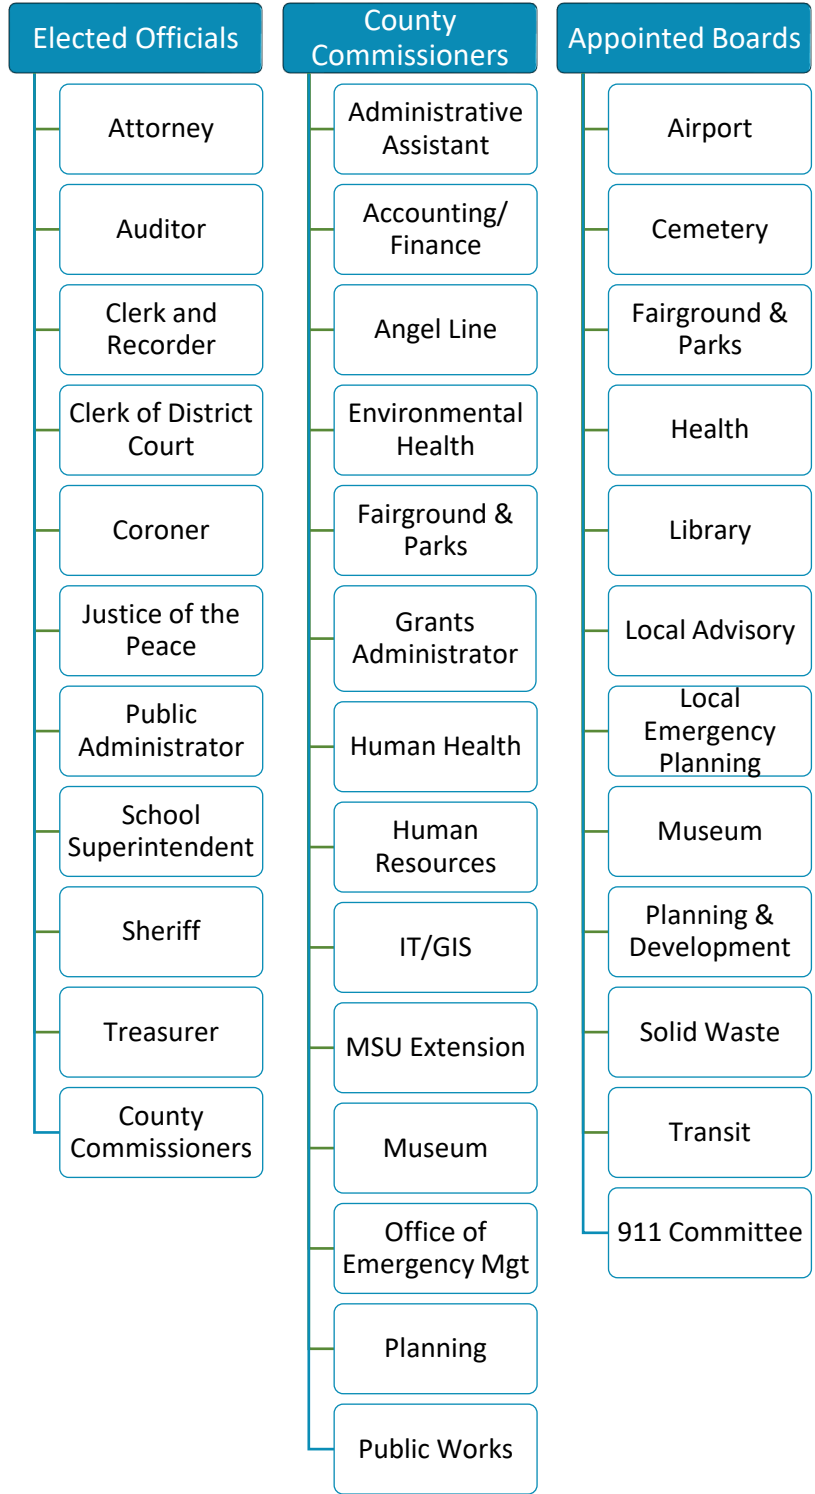 Elected Officials
Attorney
Auditor
Clerk and
Recorder
Clerk of District
Court
Coroner
Justice of the
Peace
Public
Administrator
School
Superintendent
Sheriff
Treasurer
County
Commissioners
County
Commissioners
Administrative
Assistant
Accounting/
Finance
Angel Line
Environmental
Health
Fairground &
Parks
Grants
Administrator
Human Health
Human
Resources
IT/GIS
MSU Extension
Museum
Office of
Emergency Mgt
Planning
Public Works
Appointed Boards
Airport
Cemetery
Fairground &
Parks
Health
Library
Local Advisory
Local
Emergency
Planning
Museum
Planning &
Development
Solid Waste
Transit
911 Committee